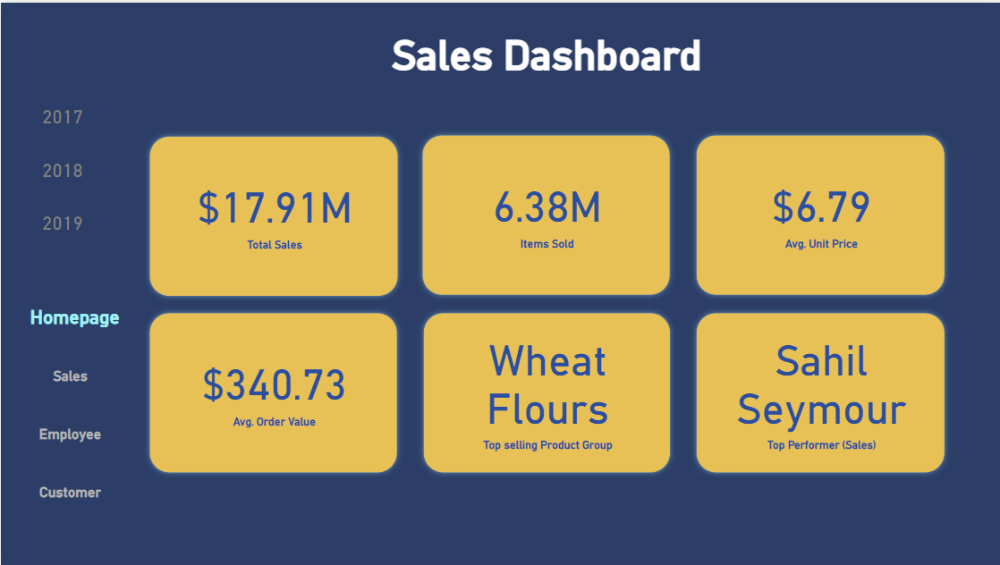 Sales Dashboard
2017
2018
2019
Homepage
Sales
Employee
Customer
$17.91M
Total Sales
6.38M
Items Sold
$6.79
Avg. Unit Price
$340.73
Avg. Order Value
Wheat
Flours
Top selling Product Group
Sahil
Seymour
Top Performer (Sales)